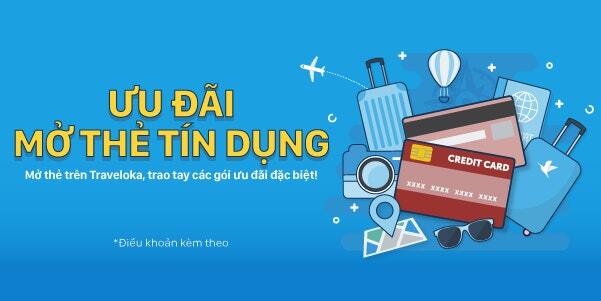 ƯU ĐÃI
MỞ THẺ TÍN DỤNG
Mở thẻ trên Traveloka, trao tay các gói ưu đãi đặc biệt!
*Điều khoản kèm theo
CREDIT CARD
XXXX XXXX XXXX XXXX